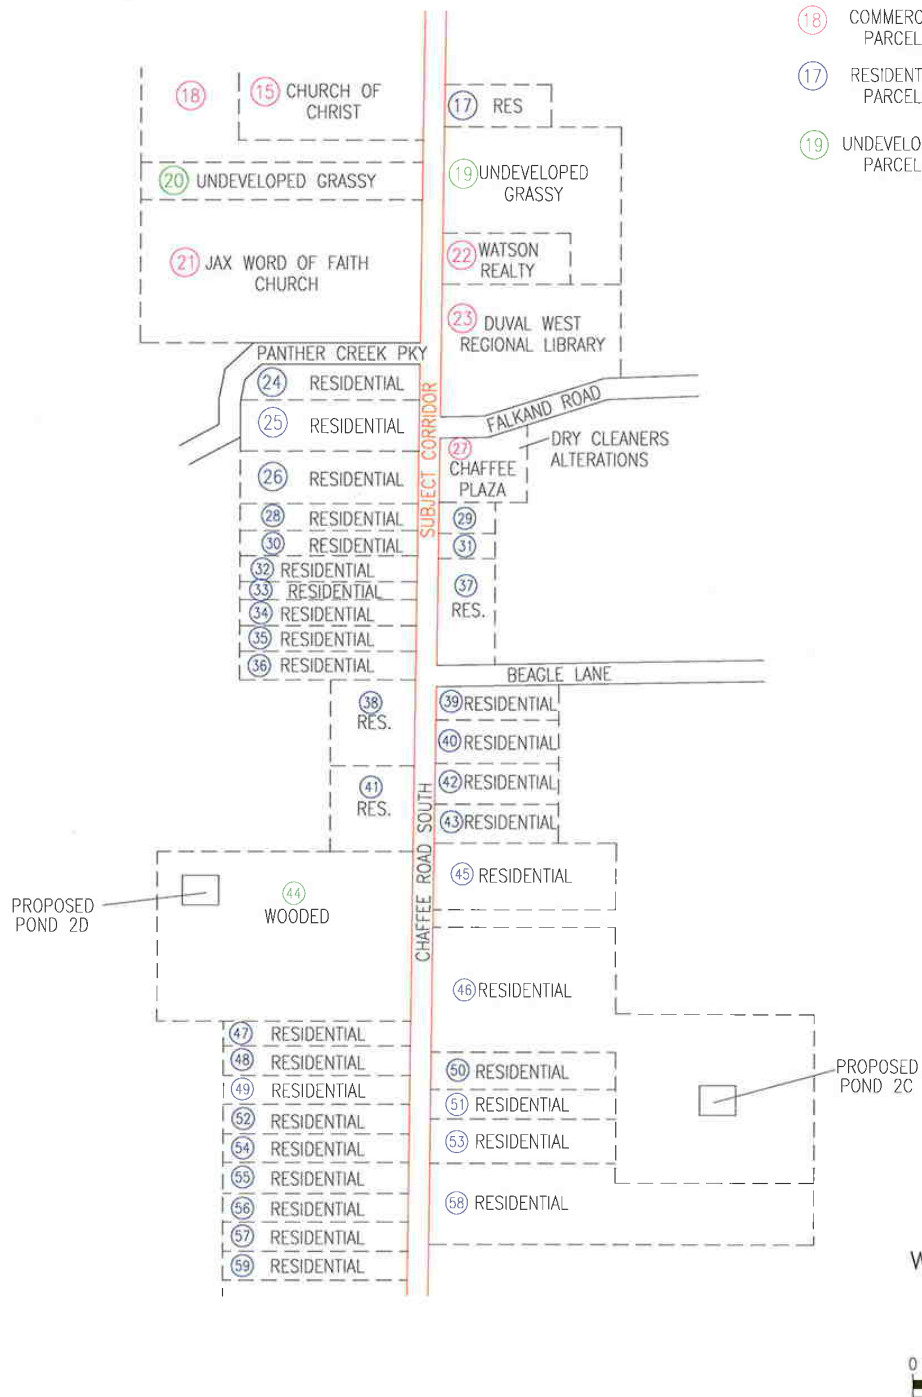 18 COMMERC
PARCEL
17 RESIDENT
PARCEL
19 UNDEVELO
PARCEL
18
15 CHURCH OF
CHRIST
17 RES
20 UNDEVELOPED GRASSY
19 UNDEVELOPED
GRASSY
21 JAX WORD OF FAITH
CHURCH
22 WATSON
REALTY
23 DUVAL WEST
REGIONAL LIBRARY
PANTHER CREEK PKY
24 RESIDENTIAL
SUBJECT CORRIDOR
FALKAND ROAD
25 RESIDENTIAL
27
CHAFFEE
PLAZA
DRY CLEANERS
ALTERATIONS
26 RESIDENTIAL
28 RESIDENTIAL
29
30 RESIDENTIAL
31
32 RESIDENTIAL
33 RESIDENTIAL
37
RES.
34 RESIDENTIAL
35 RESIDENTIAL
36 RESIDENTIAL
BEAGLE LANE
38
RES.
39 RESIDENTIAL
40 RESIDENTIAL
41
RES.
42 RESIDENTIAL
43 RESIDENTIAL
CHAFFEE ROAD SOUTH
PROPOSED
POND 2D
44
WOODED
45 RESIDENTIAL
46 RESIDENTIAL
47 RESIDENTIAL
48 RESIDENTIAL
49 RESIDENTIAL
52 RESIDENTIAL
54 RESIDENTIAL
55 RESIDENTIAL
56 RESIDENTIAL
57 RESIDENTIAL
59 RESIDENTIAL
50 RESIDENTIAL
51 RESIDENTIAL
53 RESIDENTIAL
58 RESIDENTIAL
PROPOSED
POND 2C
W
0